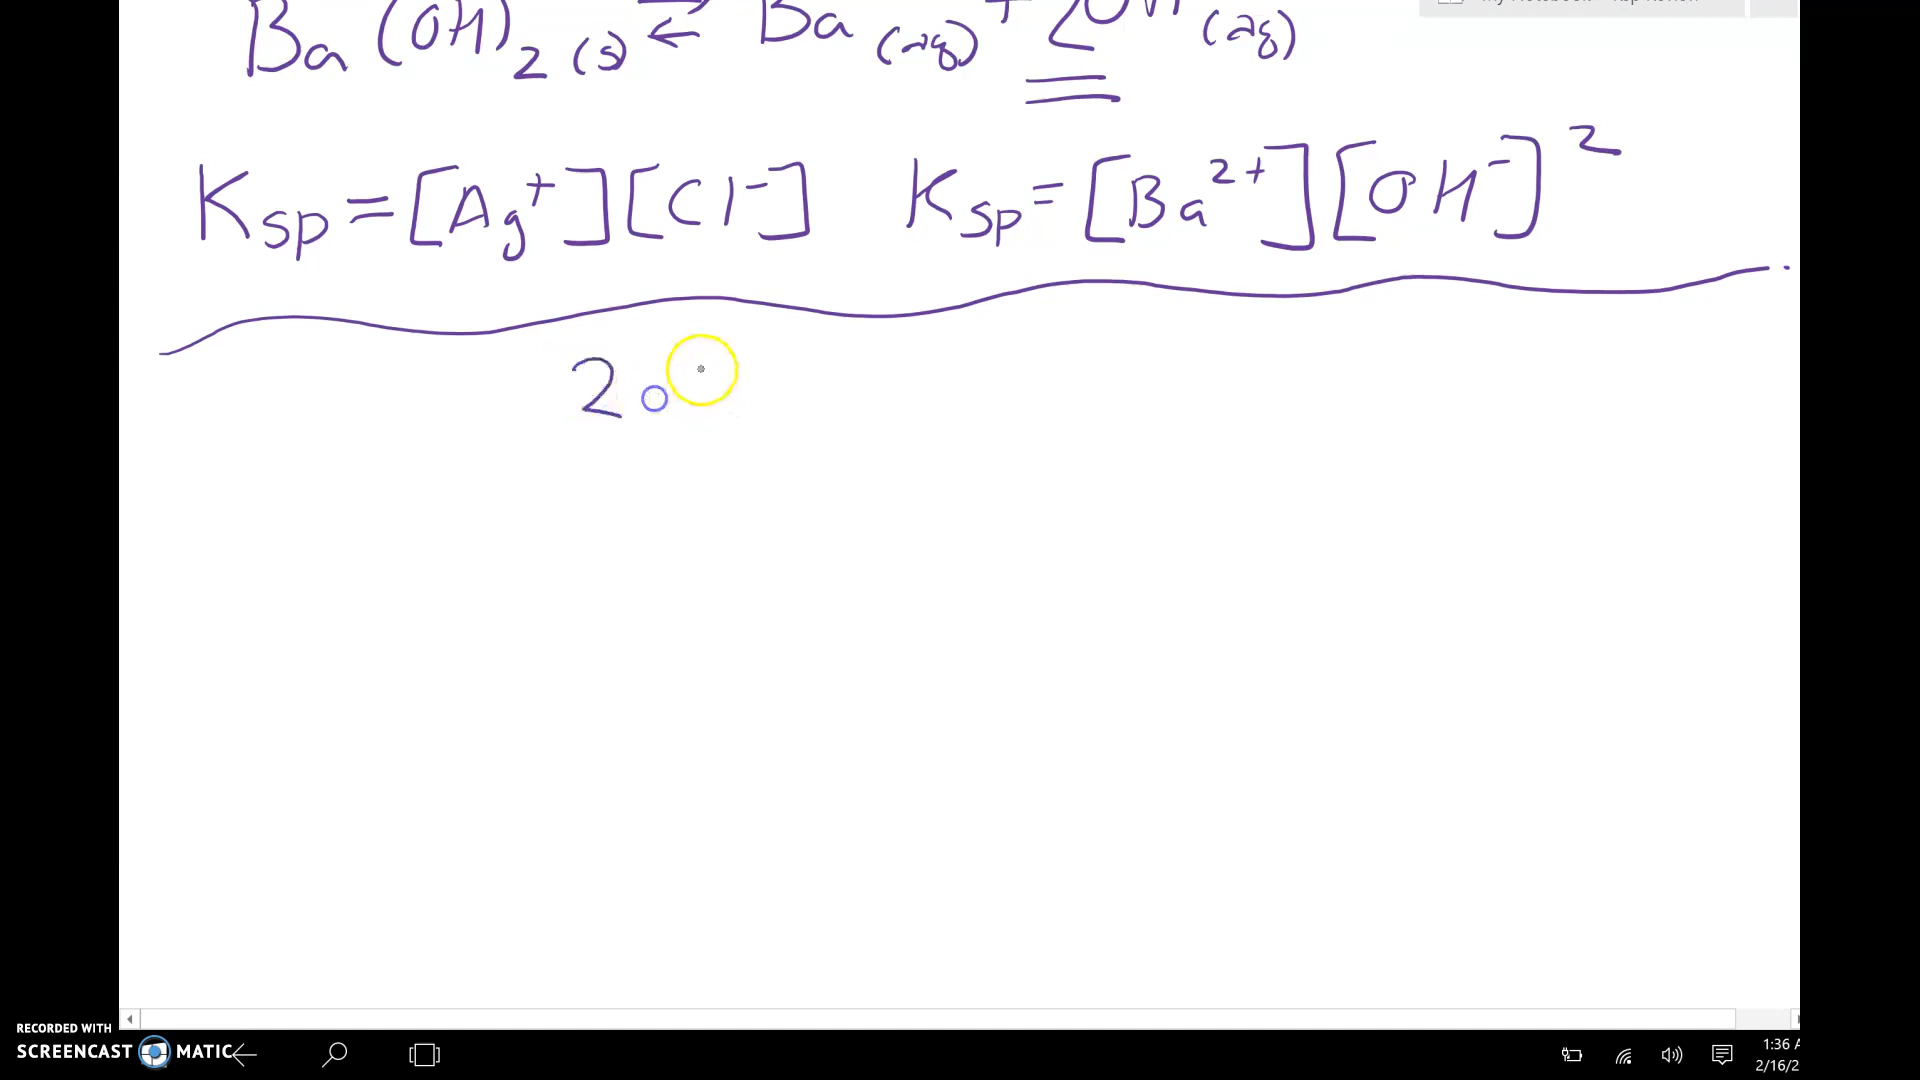 Ba(OH)₂ (s) ⇌ Ba (aq) + 2OH (aq)
Ksp = [Ag⁺][Cl⁻] Ksp = [Ba²⁺][OH⁻]²
2.
RECORDED WITH
SCREENCAST MATIC
1:36 A
2/16/2